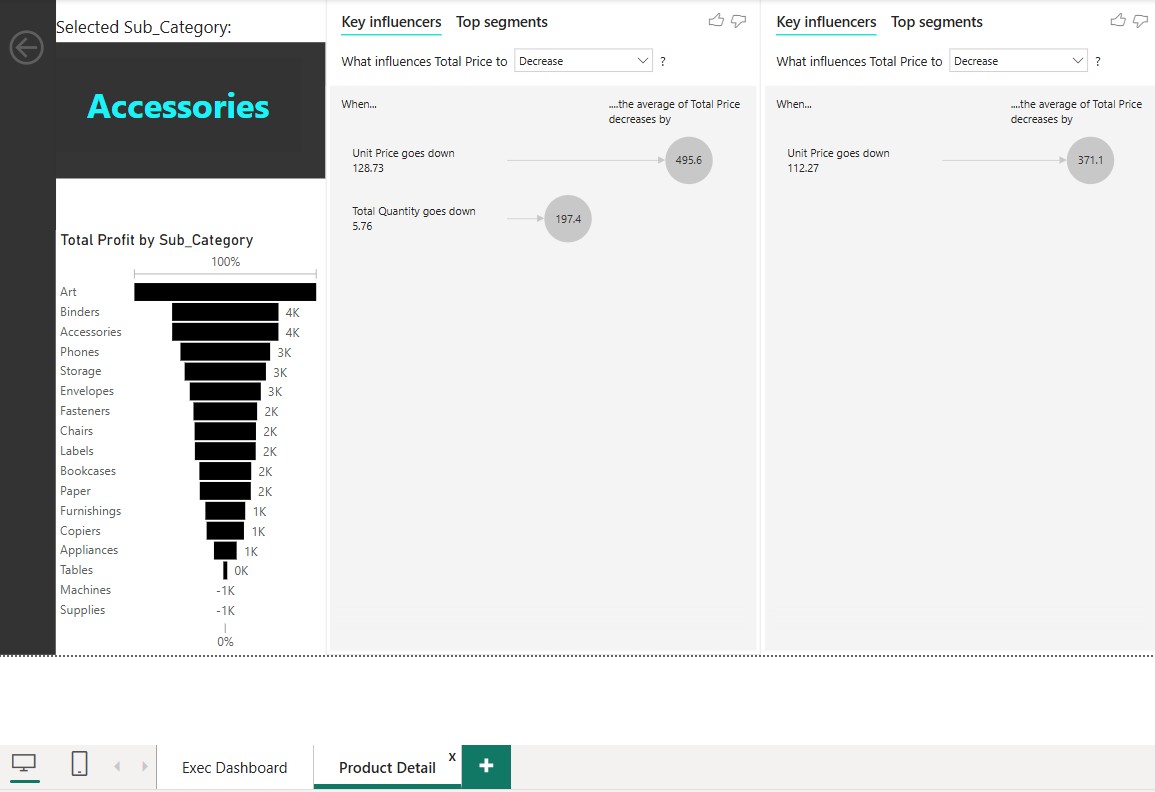 Selected Sub_Category:
Accessories
Total Profit by Sub_Category
100%
Art
Binders 4K
Accessories 4K
Phones 3K
Storage 3K
Envelopes 3K
Fasteners 2K
Chairs 2K
Labels 2K
Bookcases 2K
Paper 2K
Furnishings 1K
Copiers 1K
Appliances 1K
Tables 0K
Machines -1K
Supplies -1K
0%
Key influencers Top segments
What influences Total Price to Decrease ?
When...
....the average of Total Price
decreases by
Unit Price goes down
128.73
495.6
Total Quantity goes down
5.76
197.4
Key influencers Top segments
What influences Total Price to Decrease ?
When...
....the average of Total Price
decreases by
Unit Price goes down
112.27
371.1
Exec Dashboard
Product Detail x